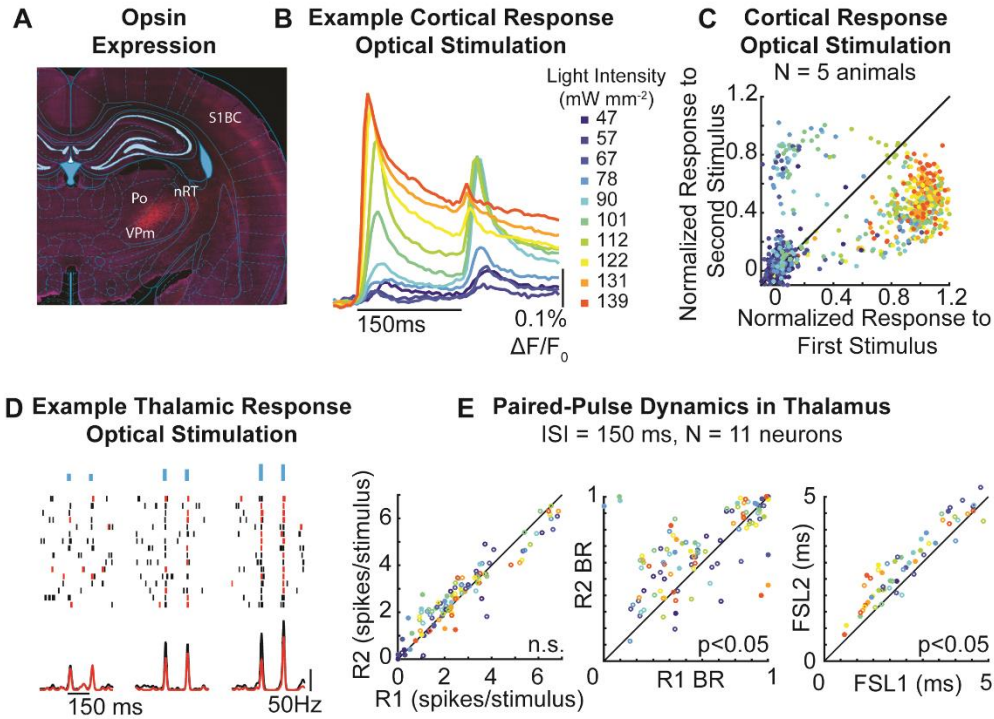 A
Opsin
Expression
S1BC
nRT
Po
VPm
B
Example Cortical Response
Optical Stimulation
Light Intensity
(mW mm-2)
47
57
67
78
90
101
112
122
131
139
150ms
0.1%
ΔF/F0
C
Cortical Response
Optical Stimulation
N = 5 animals
Normalized Response to
Second Stimulus
1.2
0.8
0.4
0
0
0.4
0.8
1.2
Normalized Response to
First Stimulus
D
Example Thalamic Response
Optical Stimulation
150 ms
50Hz
E
Paired-Pulse Dynamics in Thalamus
ISI = 150 ms, N = 11 neurons
R2 (spikes/stimulus)
6
4
2
0
0
2
4
6
n.s.
R1 (spikes/stimulus)
R2 BR
1
0
1
p<0.05
R1 BR
FSL2 (ms)
5
0
5
p<0.05
FSL1 (ms)